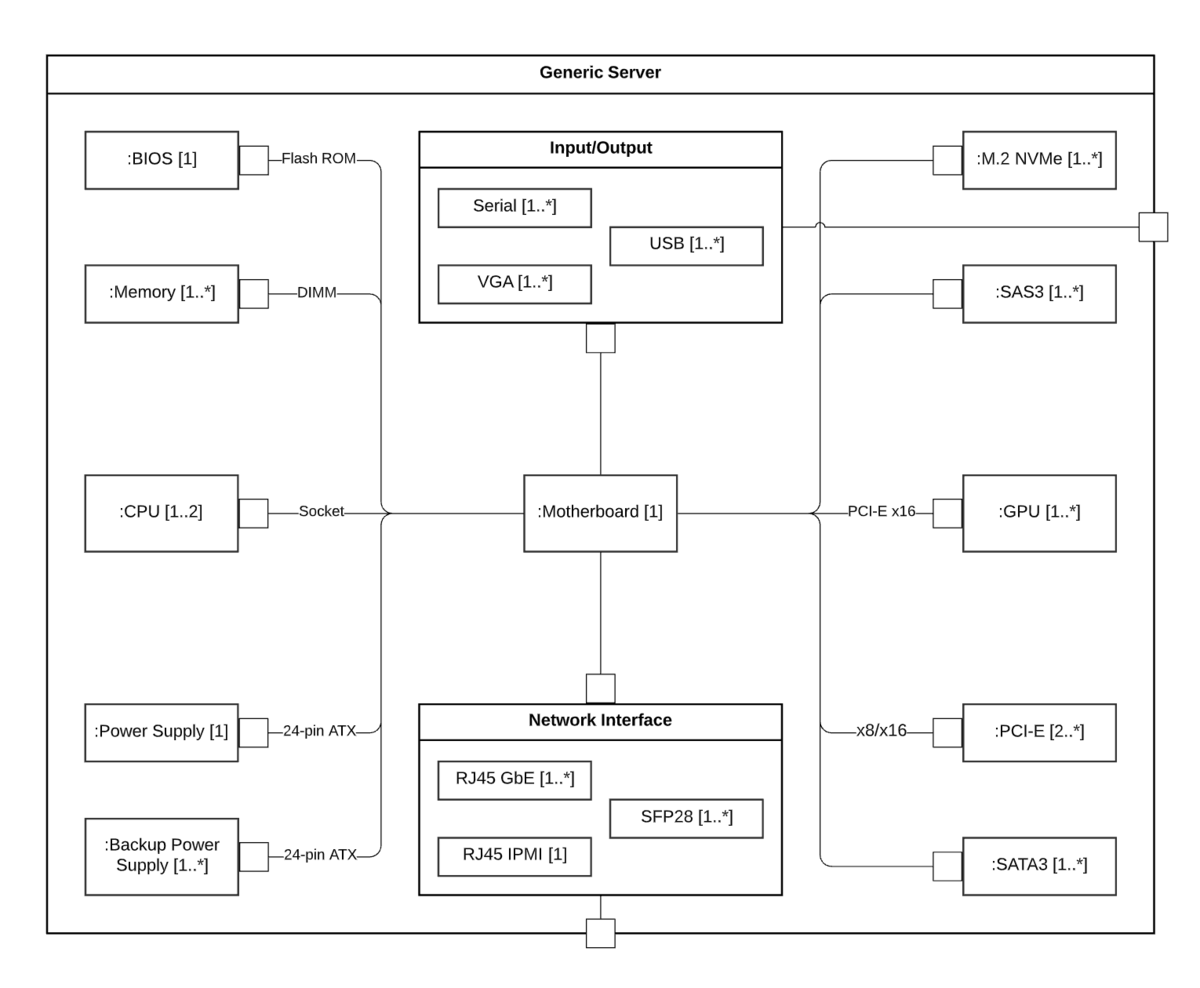 Generic Server
:BIOS [1]
Flash ROM
Input/Output
Serial [1..*]
USB [1..*]
VGA [1..*]
:M.2 NVMe [1..*]
:Memory [1..*]
DIMM
:SAS3 [1..*]
:CPU [1..2]
Socket
:Motherboard [1]
PCI-E x16
:GPU [1..*]
:Power Supply [1]
24-pin ATX
Network Interface
RJ45 GbE [1..*]
SFP28 [1..*]
RJ45 IPMI [1]
x8/x16
:PCI-E [2..*]
:Backup Power
Supply [1..*]
24-pin ATX
:SATA3 [1..*]